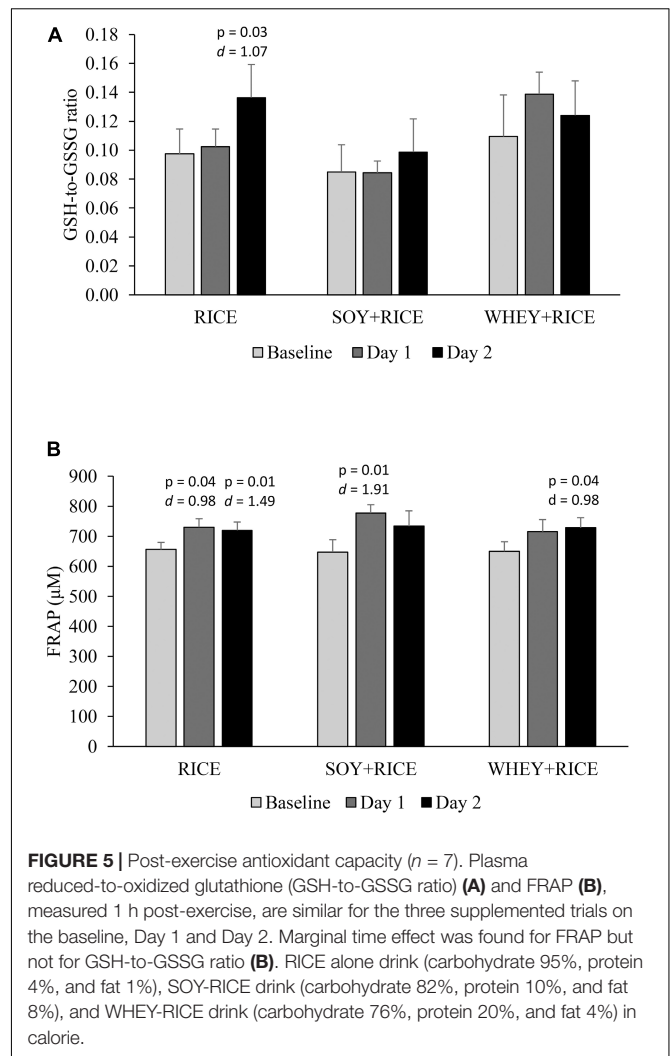 A
p = 0.03
d = 1.07
0.18
0.16
0.14
0.12
0.10
0.08
0.06
0.04
0.02
0.00
GSH-to-GSSG ratio
RICE SOY+RICE WHEY+RICE
Baseline Day 1 Day 2
B
900
800
700
600
500
400
300
200
100
0
FRAP (μM)
p = 0.04 p = 0.01
d = 0.98 d = 1.49
p = 0.01
d = 1.91
p = 0.04
d = 0.98
RICE SOY+RICE WHEY+RICE
Baseline Day 1 Day 2
FIGURE 5 | Post-exercise antioxidant capacity (n = 7). Plasma
reduced-to-oxidized glutathione (GSH-to-GSSG ratio) (A) and FRAP (B),
measured 1 h post-exercise, are similar for the three supplemented trials on
the baseline, Day 1 and Day 2. Marginal time effect was found for FRAP but
not for GSH-to-GSSG ratio (B). RICE alone drink (carbohydrate 95%, protein
4%, and fat 1%), SOY-RICE drink (carbohydrate 82%, protein 10%, and fat
8%), and WHEY-RICE drink (carbohydrate 76%, protein 20%, and fat 4%) in
calorie.